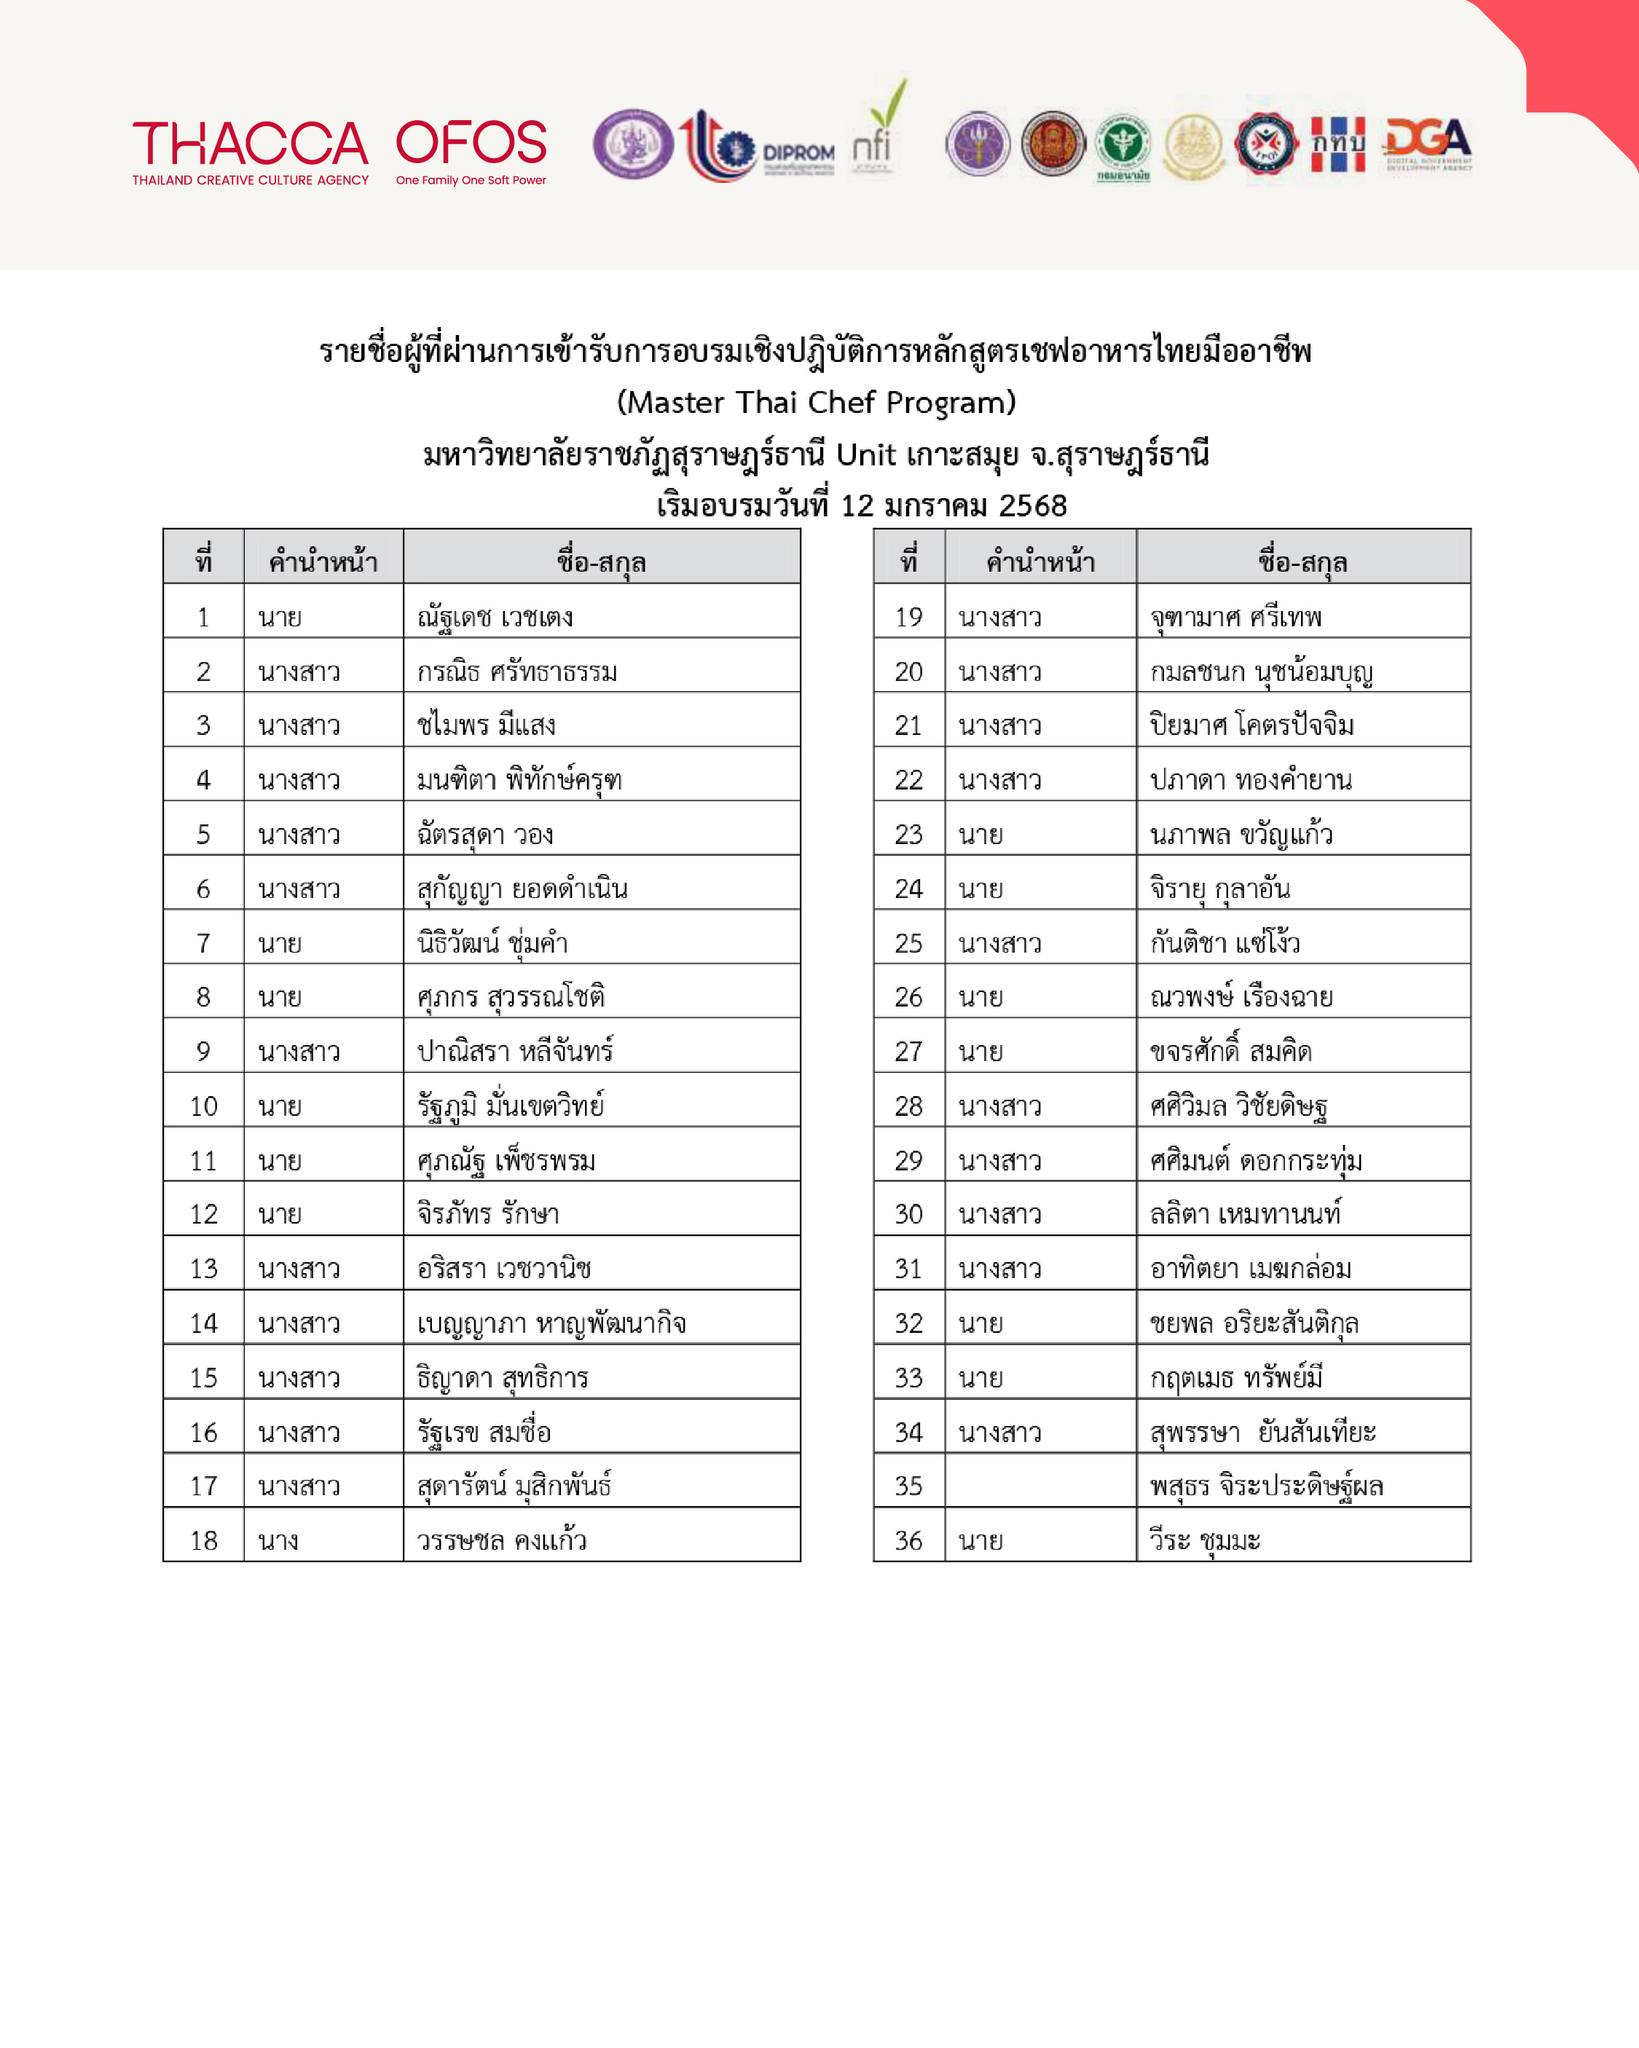 THACCA OFOS
THAILAND CREATIVE CULTURE AGENCY One Family One Soft Power
DIPROM
nfi
กรมอนามัย
กทบ
DGA
DIGITAL GOVERNMENT
DEVELOPMENT AGENCY
รายชื่อผู้ที่ผ่านการเข้ารับการอบรมเชิงปฎิบัติการหลักสูตรเชฟอาหารไทยมืออาชีพ
(Master Thai Chef Program)
มหาวิทยาลัยราชภัฏสุราษฎร์ธานี Unit เกาะสมุย จ.สุราษฎร์ธานี
เริมอบรมวันที่ 12 มกราคม 2568
ที่ คำนำหน้า ชื่อ-สกุล
1 นาย ณัฐเดช เวชเตง
2 นางสาว กรณิธ ศรัทธาธรรม
3 นางสาว ชไมพร มีแสง
4 นางสาว มนฑิตา พิทักษ์ครุฑ
5 นางสาว ฉัตรสุดา วอง
6 นางสาว สุกัญญา ยอดดำเนิน
7 นาย นิธิวัฒน์ ชุ่มคำ
8 นาย ศุภกร สุวรรณโชติ
9 นางสาว ปาณิสรา หลีจันทร์
10 นาย รัฐภูมิ มั่นเขตวิทย์
11 นาย ศุภณัฐ เพ็ชรพรม
12 นาย จิรภัทร รักษา
13 นางสาว อริสรา เวชวานิช
14 นางสาว เบญญาภา หาญพัฒนากิจ
15 นางสาว ธิญาดา สุทธิการ
16 นางสาว รัฐเรข สมชื่อ
17 นางสาว สุดารัตน์ มุสิกพันธ์
18 นาง วรรษชล คงแก้ว
ที่ คำนำหน้า ชื่อ-สกุล
19 นางสาว จุฑามาศ ศรีเทพ
20 นางสาว กมลชนก นุชน้อมบุญ
21 นางสาว ปิยมาศ โคตรปัจจิม
22 นางสาว ปภาดา ทองคำยาน
23 นาย นภาพล ขวัญแก้ว
24 นาย จิรายุ กุลาอัน
25 นางสาว กันติชา แซ่โง้ว
26 นาย ณวพงษ์ เรืองฉาย
27 นาย ขจรศักดิ์ สมคิด
28 นางสาว ศศิวิมล วิชัยดิษฐ
29 นางสาว ศศิมนต์ ดอกกระทุ่ม
30 นางสาว ลลิตา เหมทานนท์
31 นางสาว อาทิตยา เมฆกล่อม
32 นาย ชยพล อริยะสันติกุล
33 นาย กฤตเมธ ทรัพย์มี
34 นางสาว สุพรรษา ยันสันเทียะ
35 พสุธร จิระประดิษฐ์ผล
36 นาย วีระ ชุมมะ